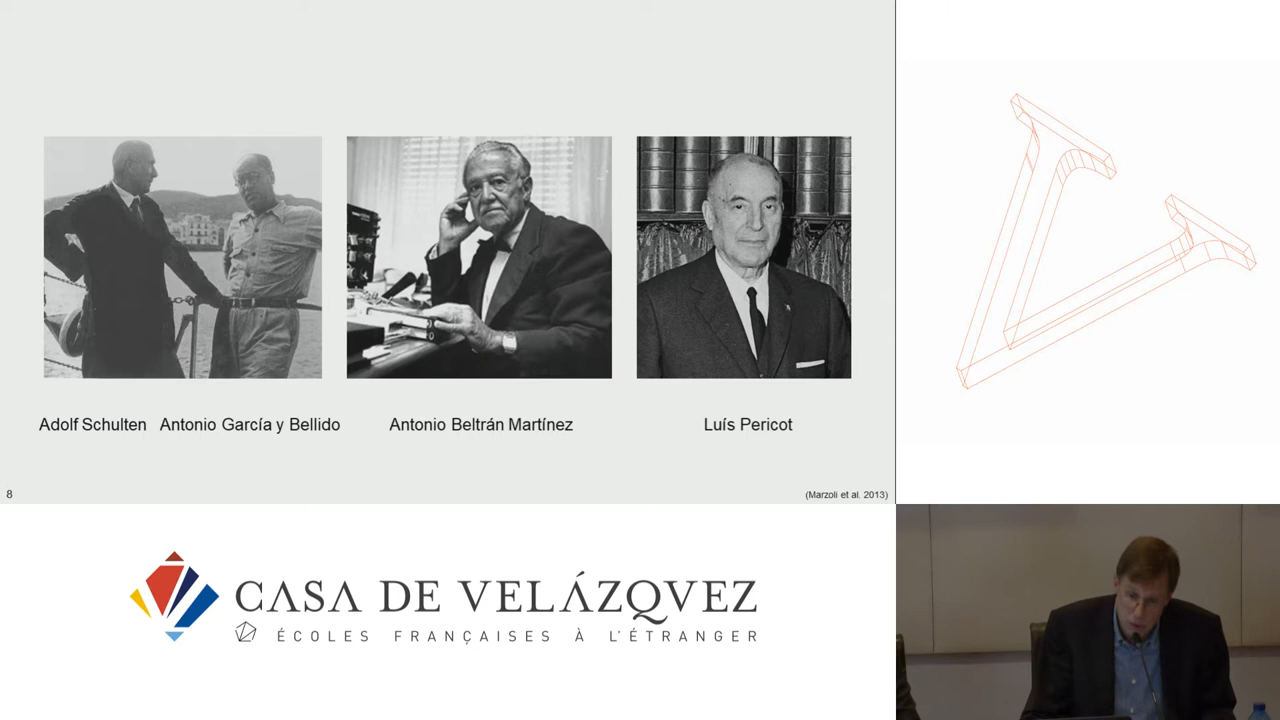 Adolf Schulten Antonio García y Bellido Antonio Beltrán Martínez Luís Pericot
8
(Marzoli et al. 2013)
CASA DE VELÁZQVEZ
ÉCOLES FRANÇAISES À L'ÉTRANGER